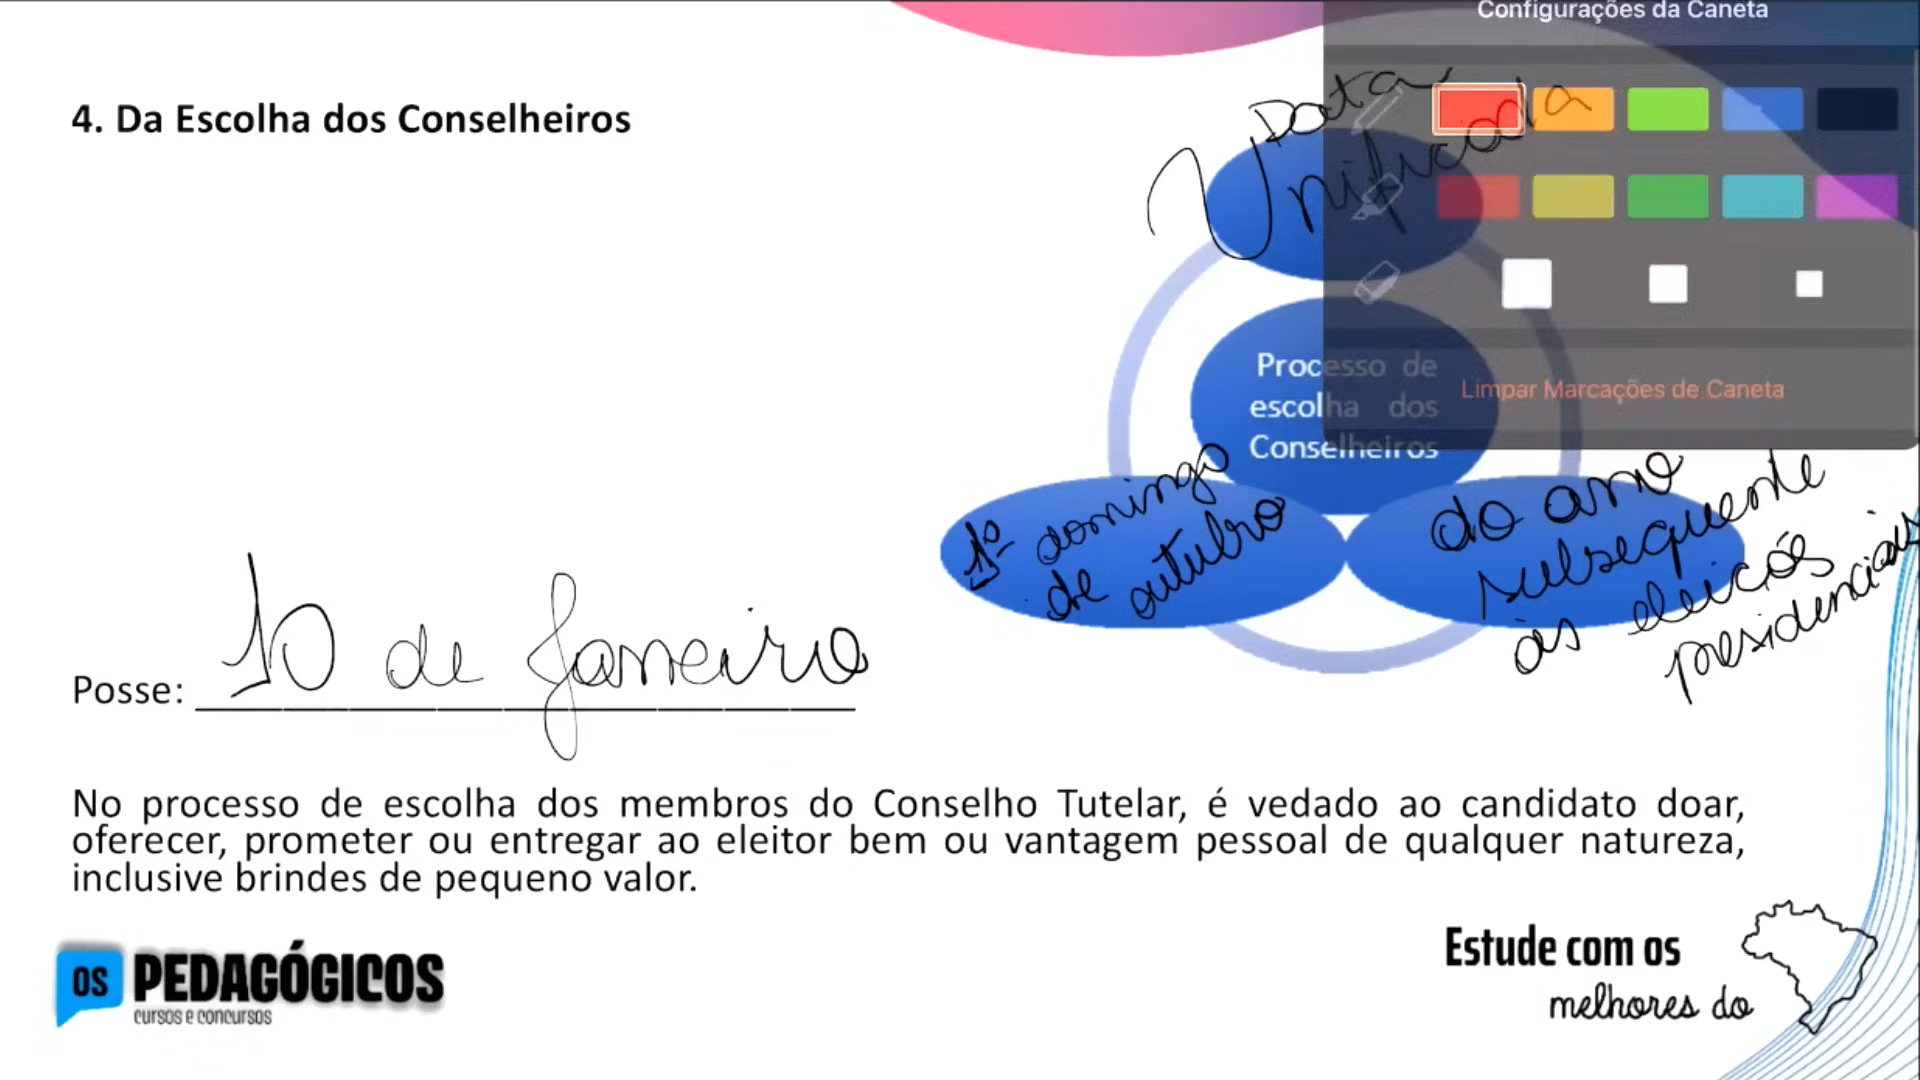 Configurações da Caneta
4. Da Escolha dos Conselheiros
Data
Unificada
Processo de
escolha dos
Conselheiros
Limpar Marcações de Caneta
1º domingo
de outubro
do ano
subsequente
às eleições
presidenciais
Posse: 10 de Janeiro
No processo de escolha dos membros do Conselho Tutelar, é vedado ao candidato doar,
oferecer, prometer ou entregar ao eleitor bem ou vantagem pessoal de qualquer natureza,
inclusive brindes de pequeno valor.
OS PEDAGÓGICOS
cursos e concursos
Estude com os
melhores do